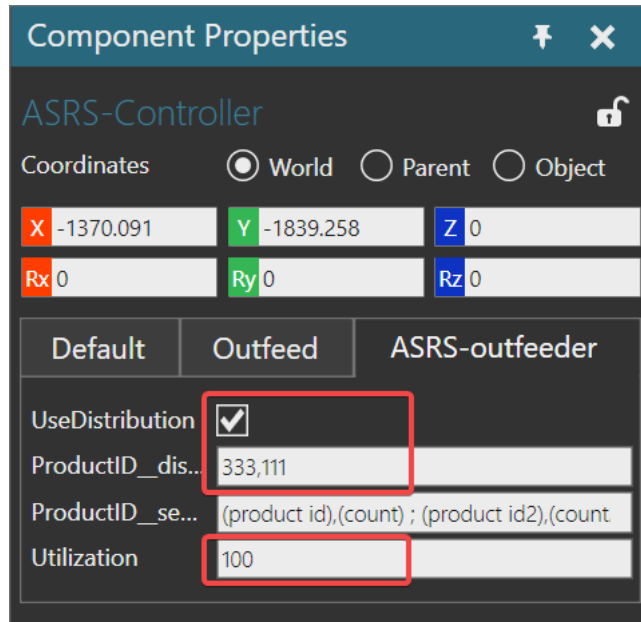 Component Properties
ASRS-Controller
Coordinates World Parent Object
X -1370.091 Y -1839.258 Z 0
Rx 0 Ry 0 Rz 0
Default Outfeed ASRS-outfeeder
UseDistribution
ProductID__dis... 333,111
ProductID__se... (product id),(count) ; (product id2),(count.
Utilization 100